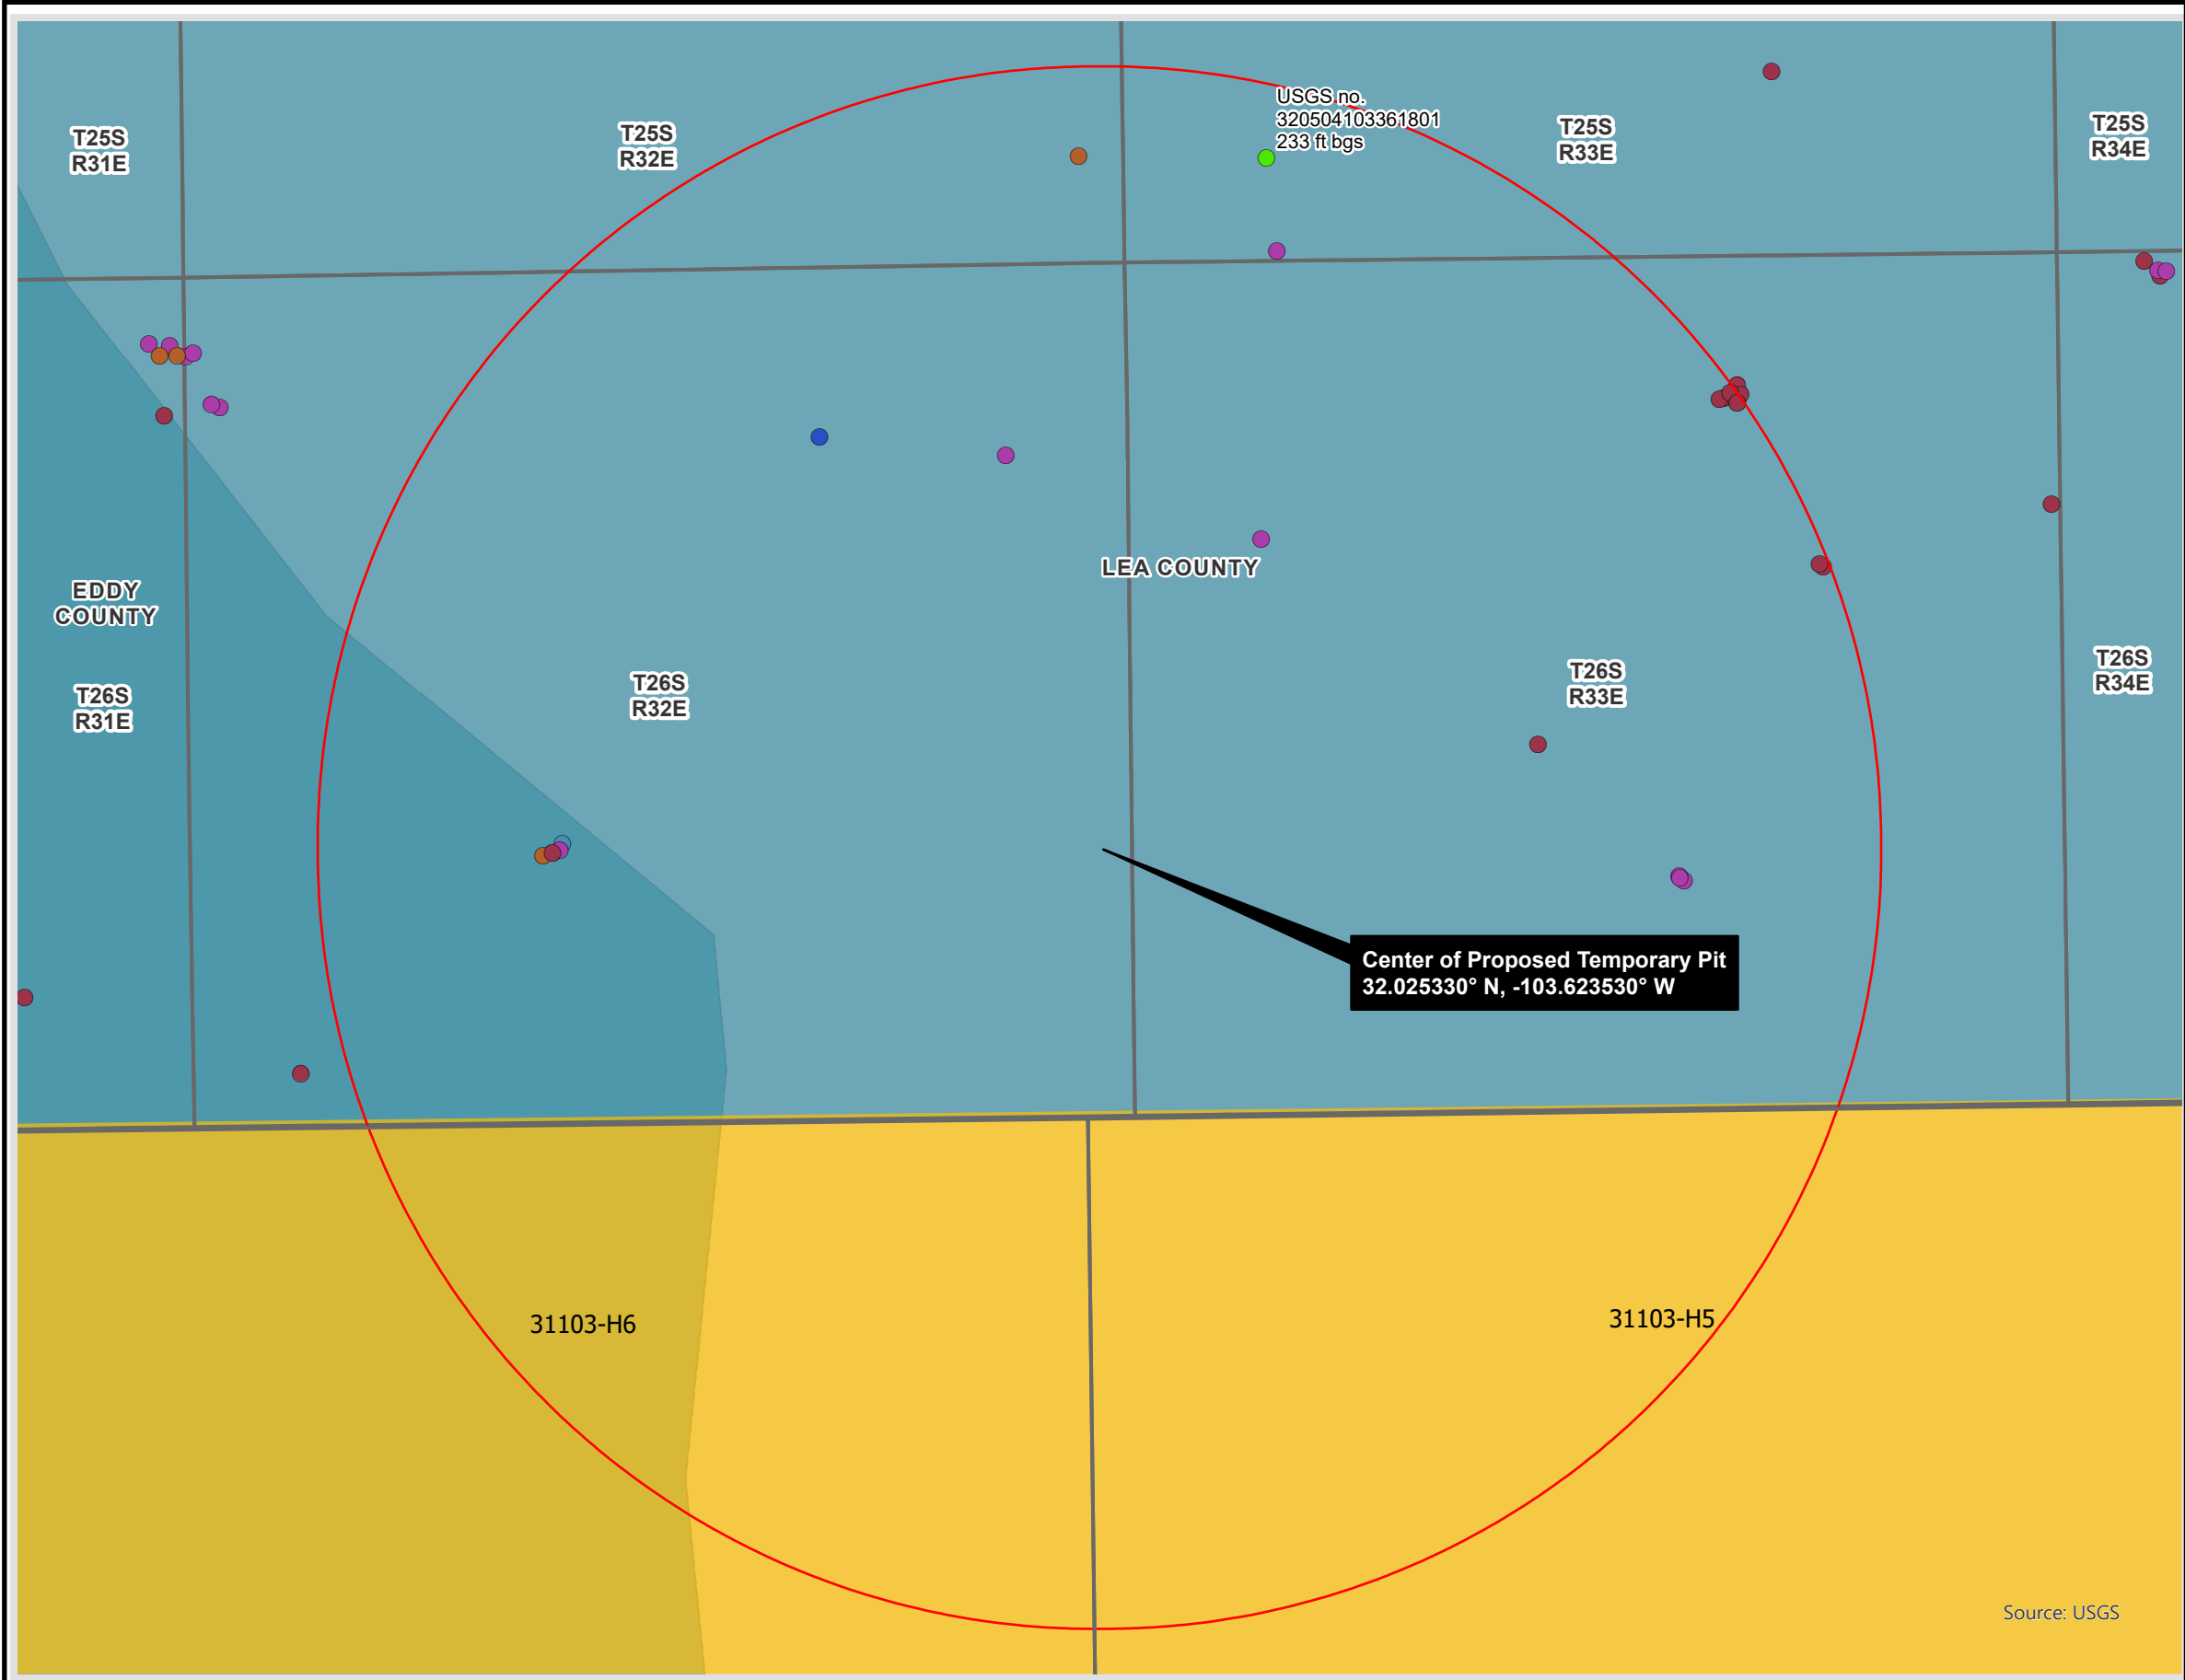 USGS no.
320504103361801
233 ft bgs
T25S
R31E
T25S
R32E
T25S
R33E
T25S
R34E
LEA COUNTY
EDDY
COUNTY
T26S
R31E
T26S
R32E
T26S
R33E
T26S
R34E
Center of Proposed Temporary Pit
32.025330° N, -103.623530° W
31103-H6
31103-H5
Source: USGS